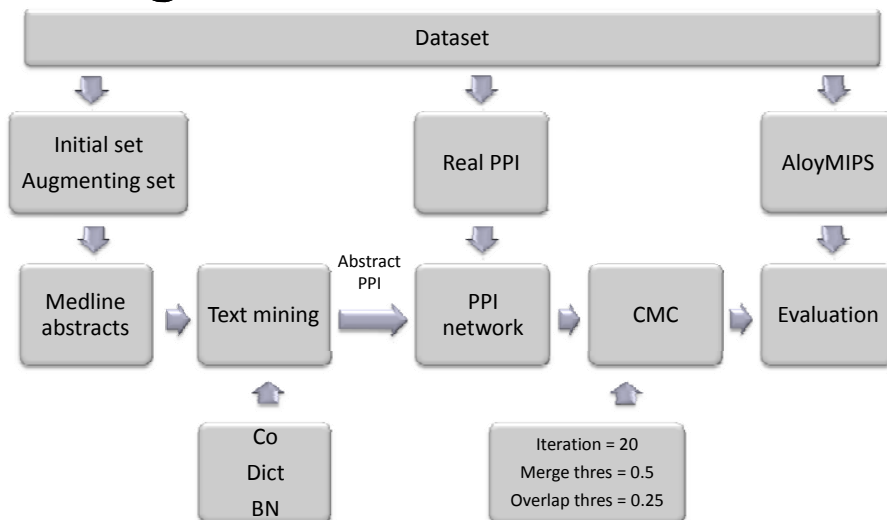 Dataset
Initial set
Augmenting set
Real PPI
AloyMIPS
Medline
abstracts
Text mining
Abstract
PPI
PPI
network
CMC
Evaluation
Co
Dict
BN
Iteration = 20
Merge thres = 0.5
Overlap thres = 0.25